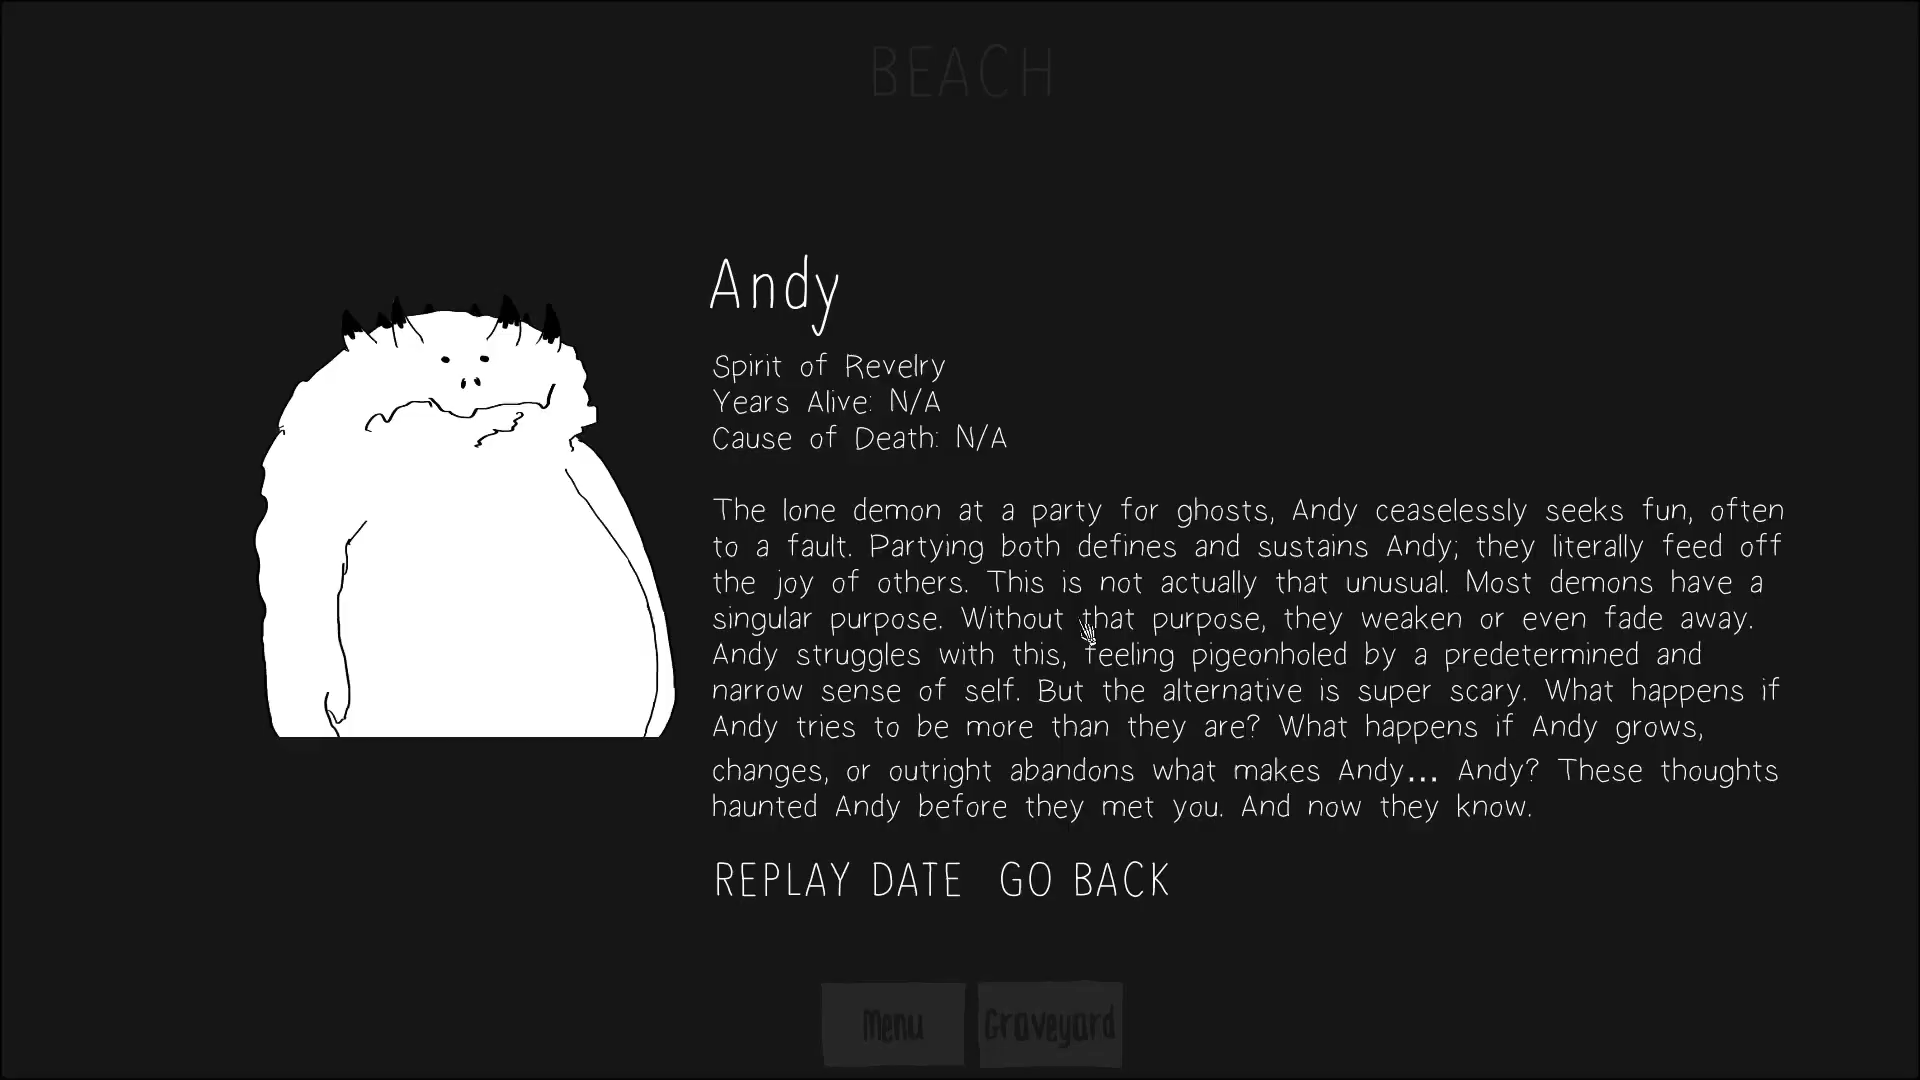 BEACH
Andy
Spirit of Revelry
Years Alive: N/A
Cause of Death: N/A
The lone demon at a party for ghosts, Andy ceaselessly seeks fun, often
to a fault. Partying both defines and sustains Andy; they literally feed off
the joy of others. This is not actually that unusual. Most demons have a
singular purpose. Without that purpose, they weaken or even fade away.
Andy struggles with this, feeling pigeonholed by a predetermined and
narrow sense of self. But the alternative is super scary. What happens if
Andy tries to be more than they are? What happens if Andy grows,
changes, or outright abandons what makes Andy... Andy? These thoughts
haunted Andy before they met you. And now they know.
REPLAY DATE GO BACK
Menu Graveyard